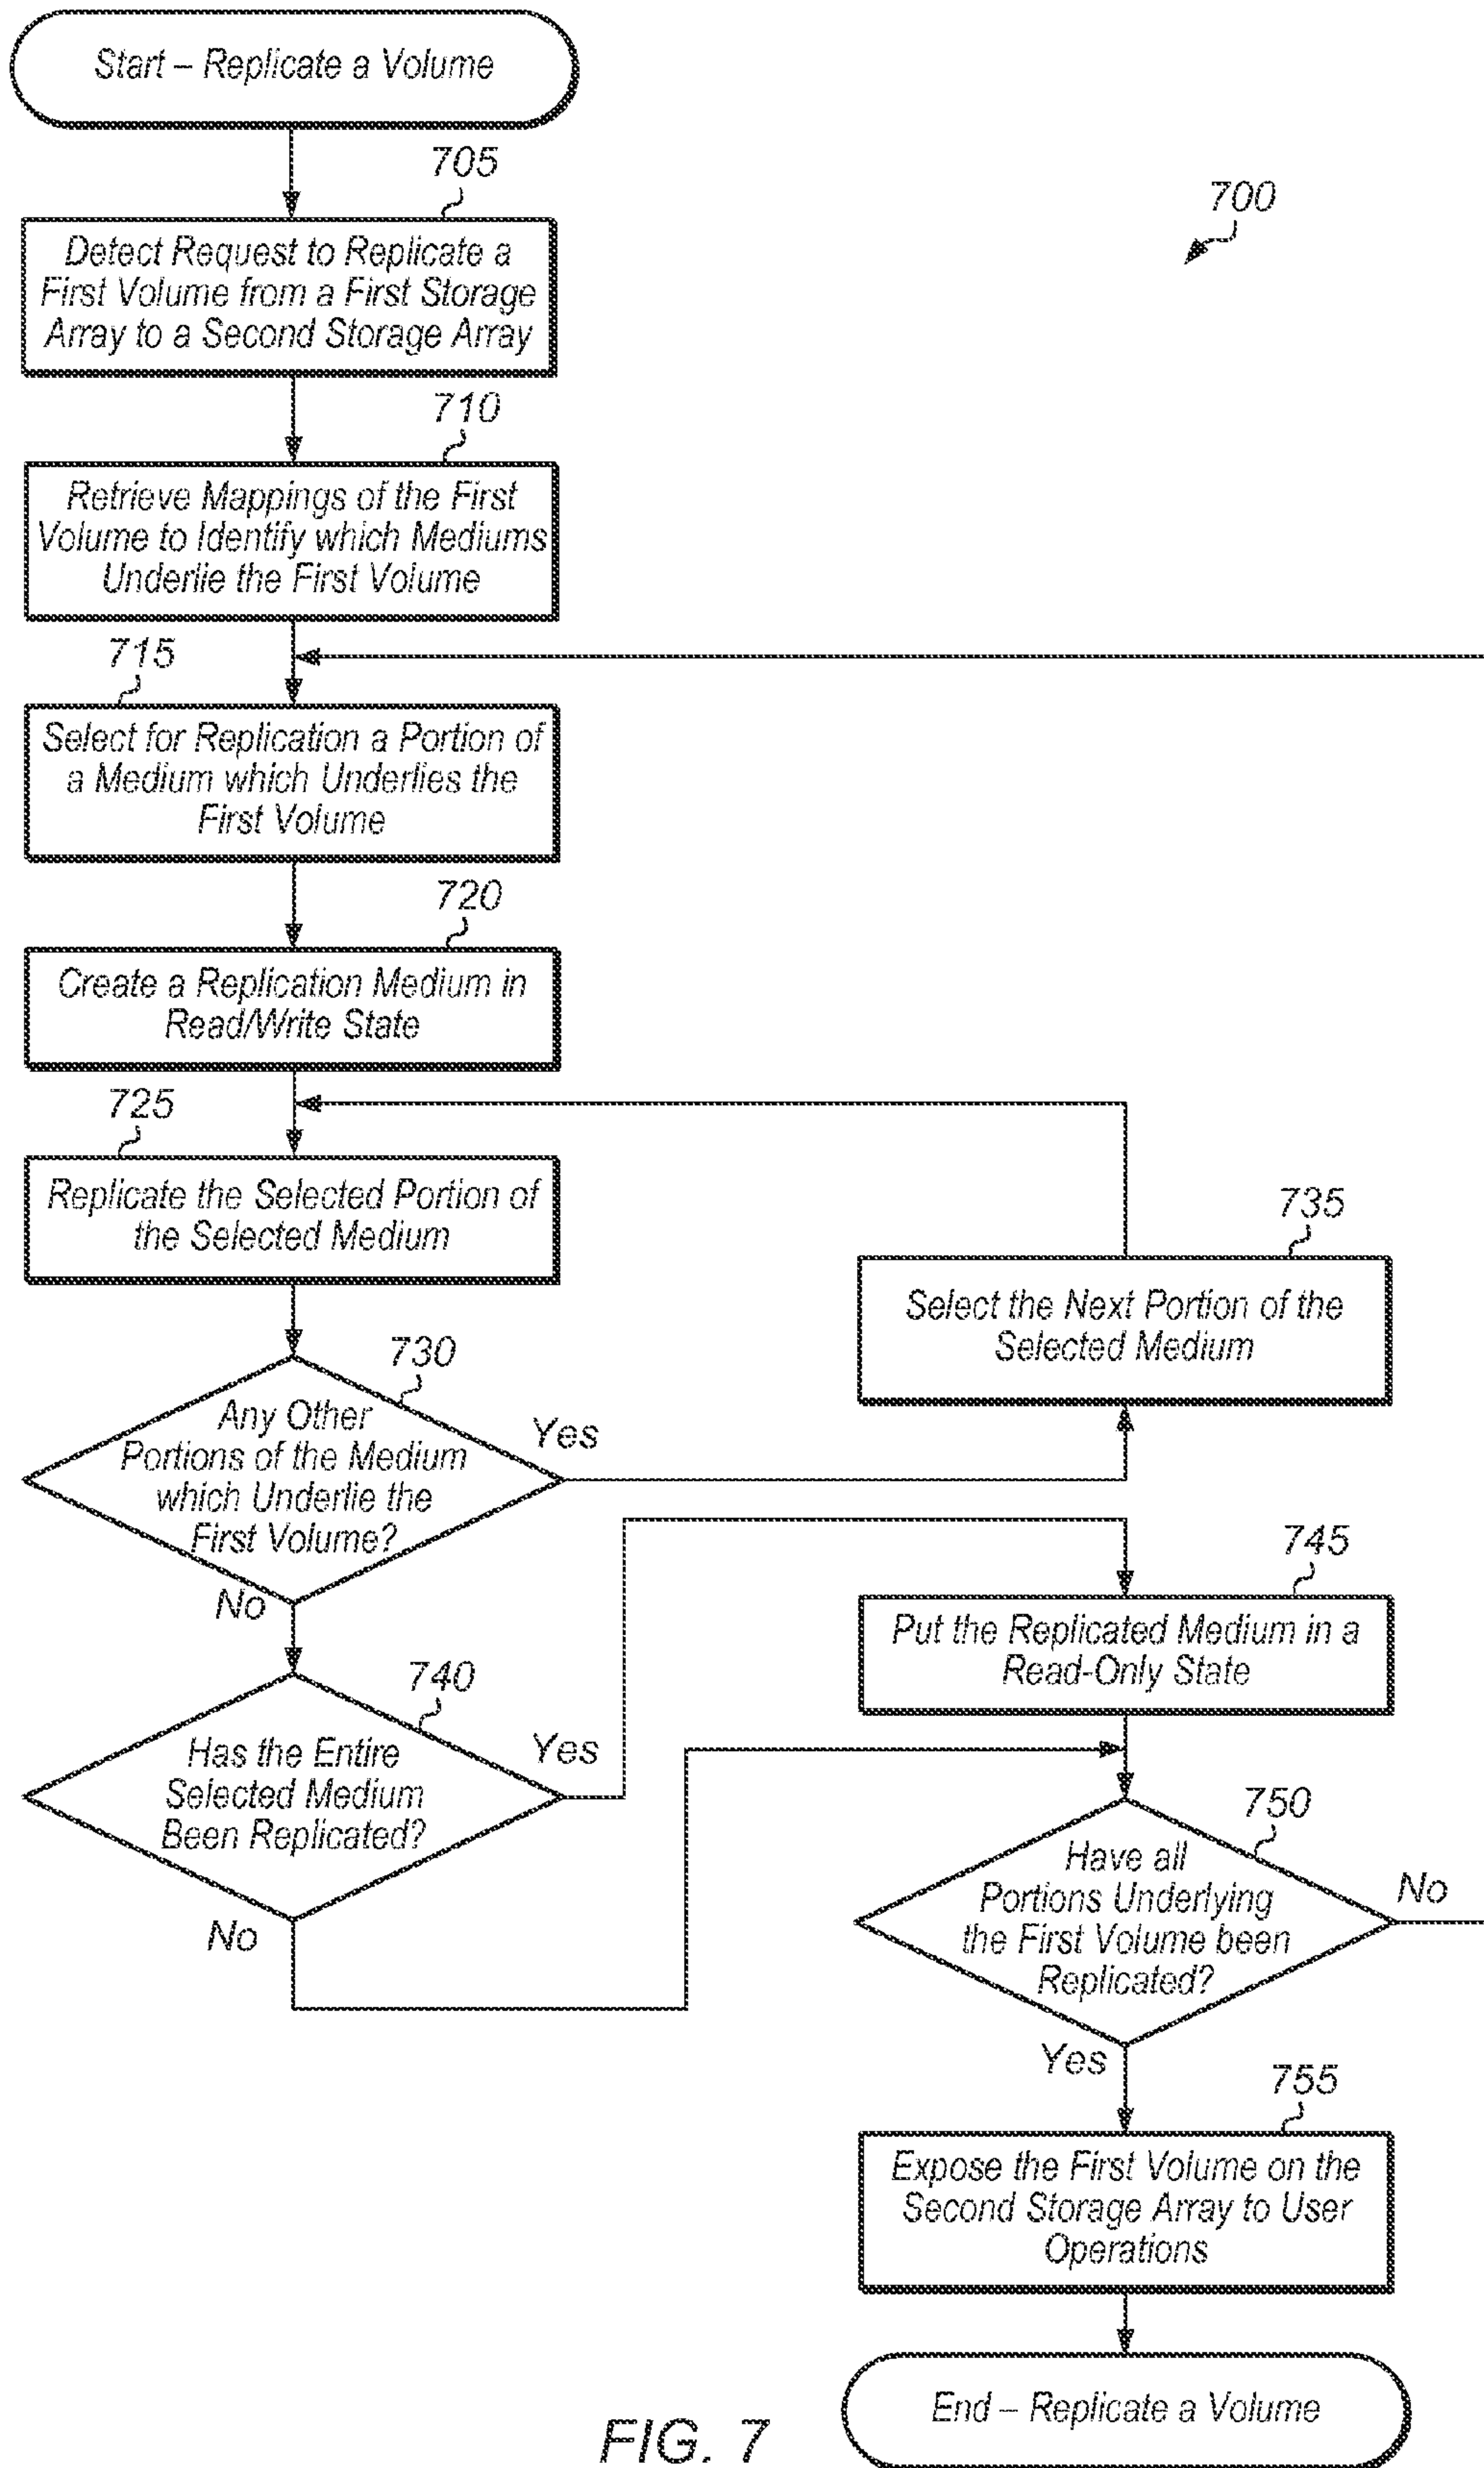 Start – Replicate a Volume
705
700
Detect Request to Replicate a
First Volume from a First Storage
Array to a Second Storage Array
710
Retrieve Mappings of the First
Volume to Identify which Mediums
Underlie the First Volume
715
Select for Replication a Portion of
a Medium which Underlies the
First Volume
720
Create a Replication Medium in
Read/Write State
725
Replicate the Selected Portion of
the Selected Medium
735
Select the Next Portion of the
Selected Medium
730
Any Other
Portions of the Medium
which Underlie the
First Volume?
Yes
No
745
Put the Replicated Medium in a
Read-Only State
740
Has the Entire
Selected Medium
Been Replicated?
Yes
No
750
Have all
Portions Underlying
the First Volume been
Replicated?
No
Yes
755
Expose the First Volume on the
Second Storage Array to User
Operations
End – Replicate a Volume
FIG. 7